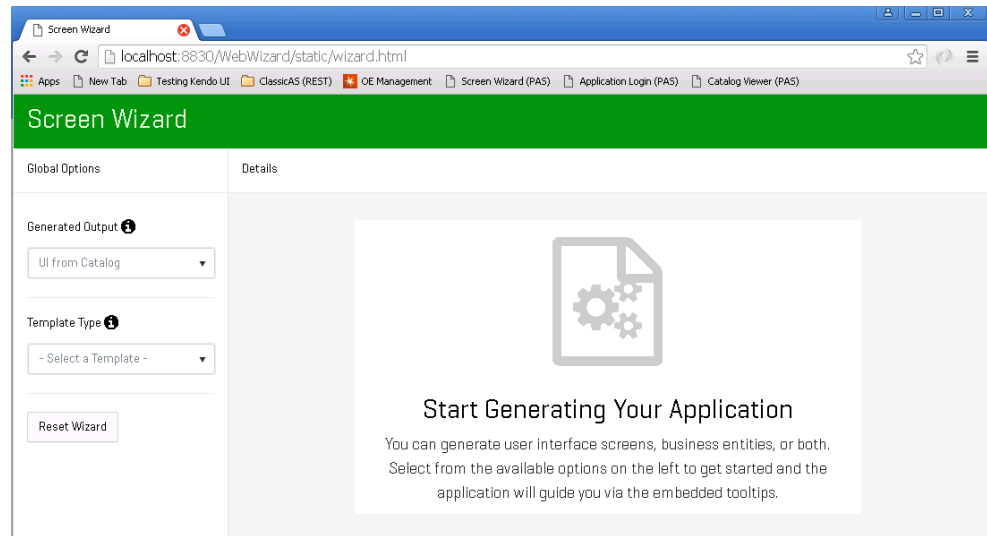 Screen Wizard
localhost:8830/WebWizard/static/wizard.html
Apps New Tab Testing Kendo UI ClassicAS (REST) OE Management Screen Wizard (PAS) Application Login (PAS) Catalog Viewer (PAS)
Screen Wizard
Global Options
Details
Generated Output
UI from Catalog
Template Type
- Select a Template -
Reset Wizard
Start Generating Your Application
You can generate user interface screens, business entities, or both.
Select from the available options on the left to get started and the
application will guide you via the embedded tooltips.